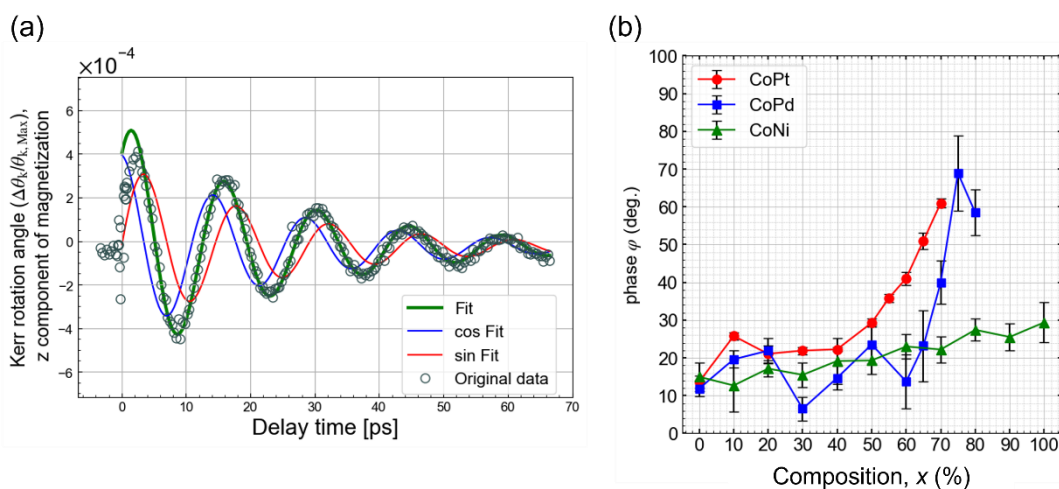 (a)
×10⁻⁴
Kerr rotation angle (Δθk/θk, Max),
z component of magnetization
6
4
2
0
−2
−4
−6
Fit
cos Fit
sin Fit
Original data
0 10 20 30 40 50 60 70
Delay time [ps]
(b)
phase φ (deg.)
100
90
80
70
60
50
40
30
20
10
0
CoPt
CoPd
CoNi
0 10 20 30 40 50 60 70 80 90 100
Composition, x (%)